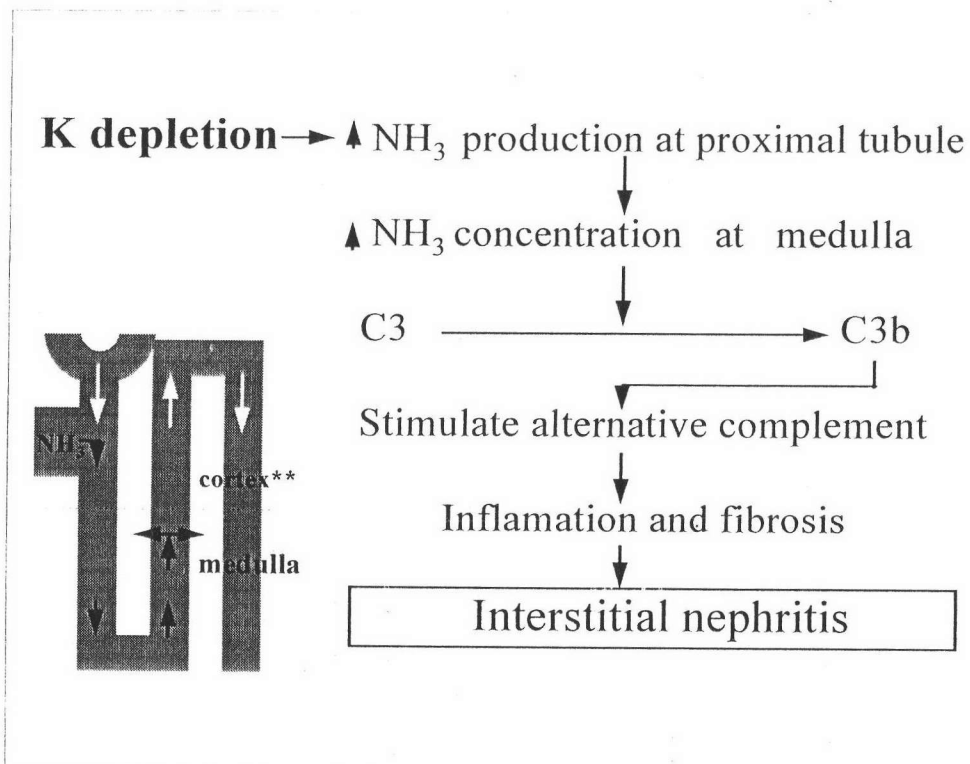 K depletion → ↑ NH₃ production at proximal tubule
↑ NH₃ concentration at medulla
C3 → C3b
Stimulate alternative complement
Inflamation and fibrosis
Interstitial nephritis
NH₃
cortex**
medulla